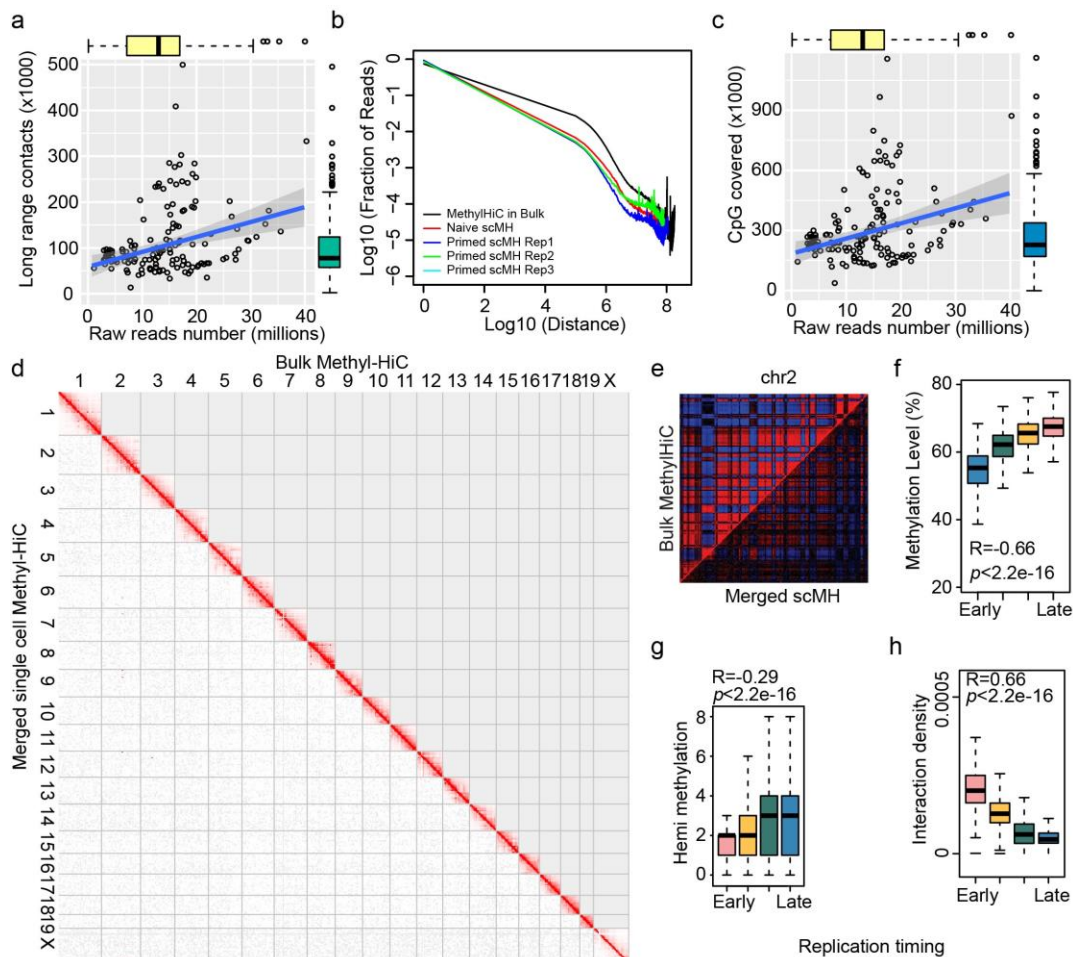 a
Long range contacts (x1000)
500
400
300
200
100
0
0 10 20 30 40
Raw reads number (millions)
b
Log10 (Fraction of Reads)
0
-1
-2
-3
-4
-5
-6
MethylHiC in Bulk
Naive scMH
Primed scMH Rep1
Primed scMH Rep2
Primed scMH Rep3
0 2 4 6 8
Log10 (Distance)
c
CpG covered (x1000)
900
600
300
0
0 10 20 30 40
Raw reads number (millions)
d
Bulk Methyl-HiC
1 2 3 4 5 6 7 8 9 10 11 12 13 14 15 16 17 18 19 X
Merged single cell Methyl-HiC
1 2 3 4 5 6 7 8 9 10 11 12 13 14 15 16 17 18 19 X
e
chr2
Bulk MethylHiC
Merged scMH
f
Methylation Level (%)
80
60
40
20
R=-0.66
p<2.2e-16
Early Late
g
R=-0.29
p<2.2e-16
Hemi methylation
8
6
4
2
0
Early Late
h
R=0.66
p<2.2e-16
Interaction density
0.00006
0
Early Late
Replication timing